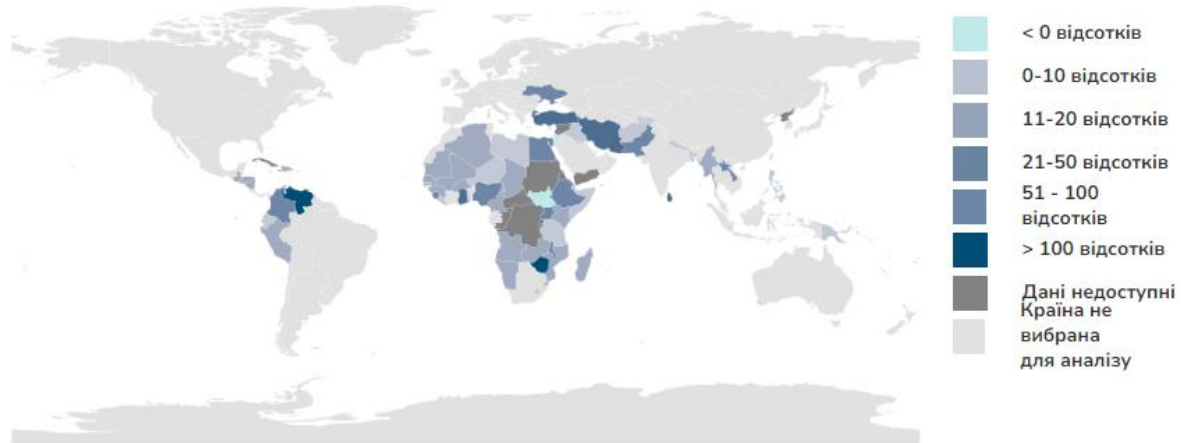 < 0 відсотків
0-10 відсотків
11-20 відсотків
21-50 відсотків
51 - 100
відсотків
> 100 відсотків
Дані недоступні
Країна не
вибрана
для аналізу